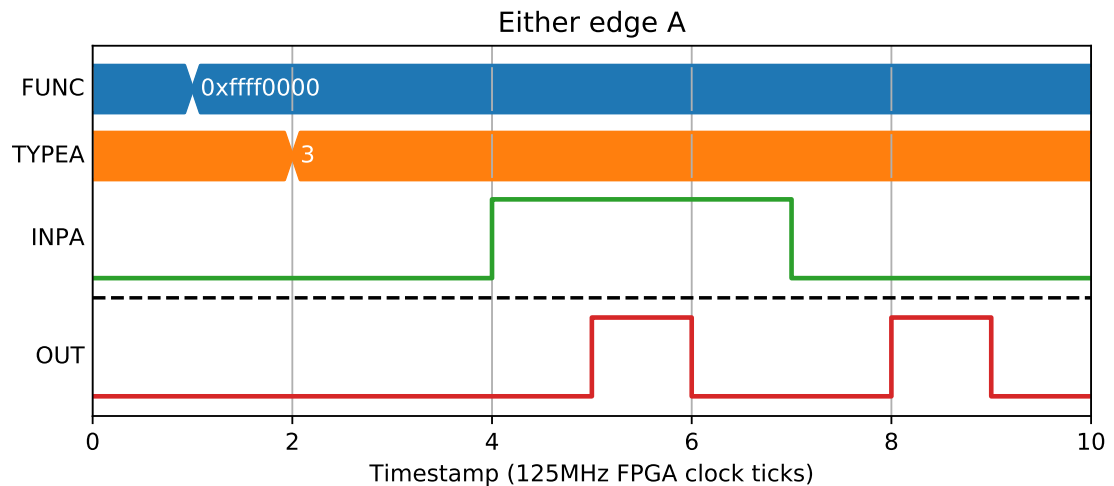 Either edge A
FUNC
0xffff0000
TYPEA
3
INPA
OUT
0 2 4 6 8 10
Timestamp (125MHz FPGA clock ticks)